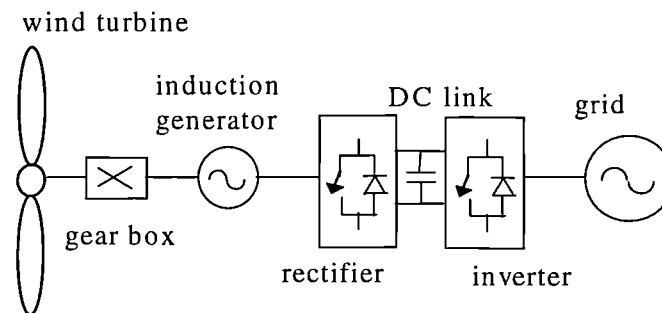 wind turbine
induction
generator
DC link
grid
gear box
rectifier
inverter